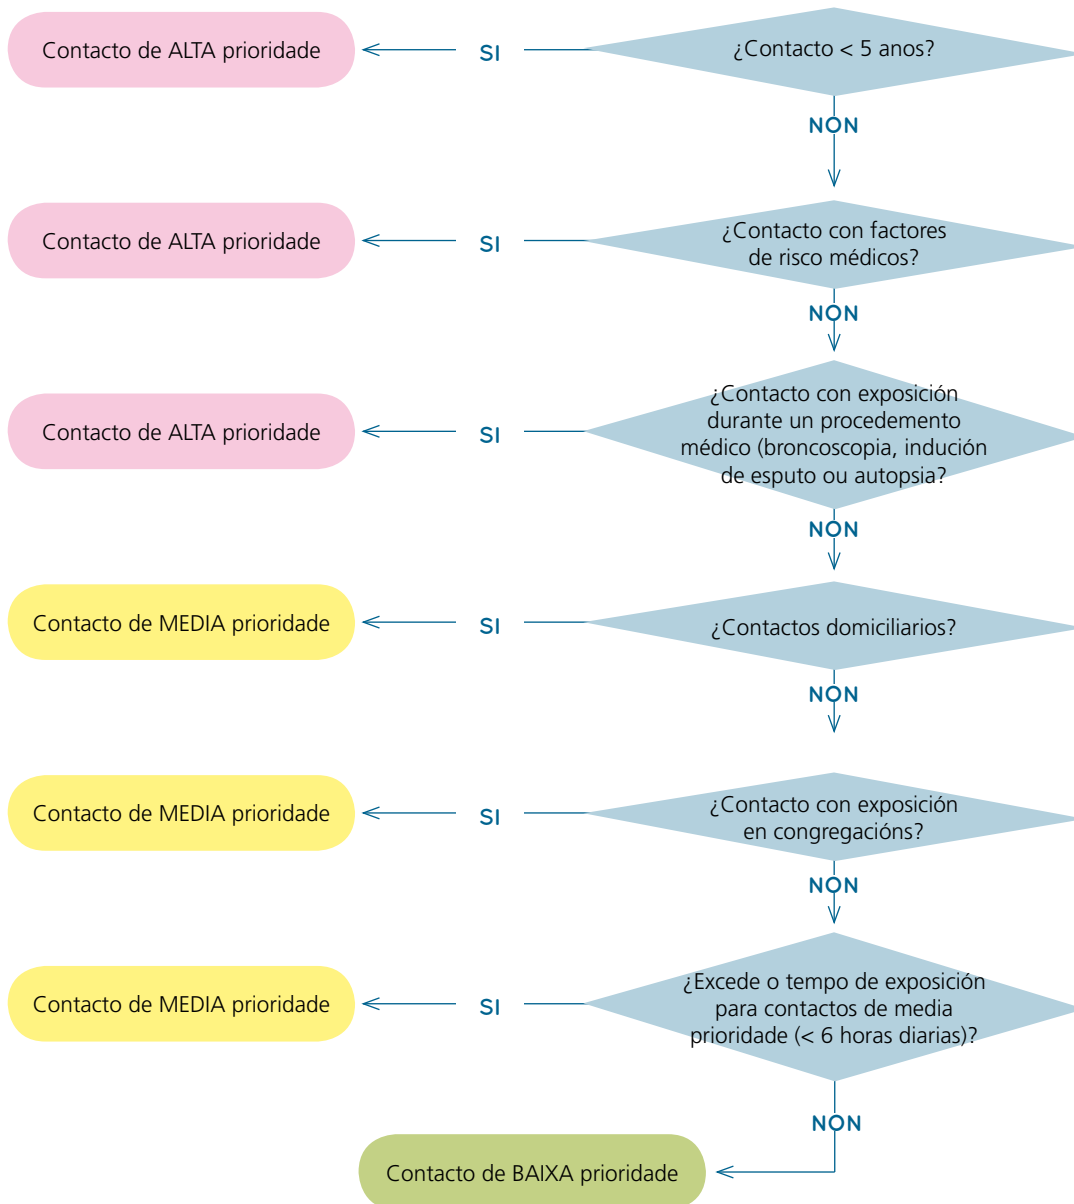 Contacto de ALTA prioridade
SI
¿Contacto < 5 anos?
NON
Contacto de ALTA prioridade
SI
¿Contacto con factores
de risco médicos?
NON
Contacto de ALTA prioridade
SI
¿Contacto con exposición
durante un procedemento
médico (broncoscopia, indución
de esputo ou autopsia?
NON
Contacto de MEDIA prioridade
SI
¿Contactos domiciliarios?
NON
Contacto de MEDIA prioridade
SI
¿Contacto con exposición
en congregacións?
NON
Contacto de MEDIA prioridade
SI
¿Excede o tempo de exposición
para contactos de media
prioridade (< 6 horas diarias)?
NON
Contacto de BAIXA prioridade